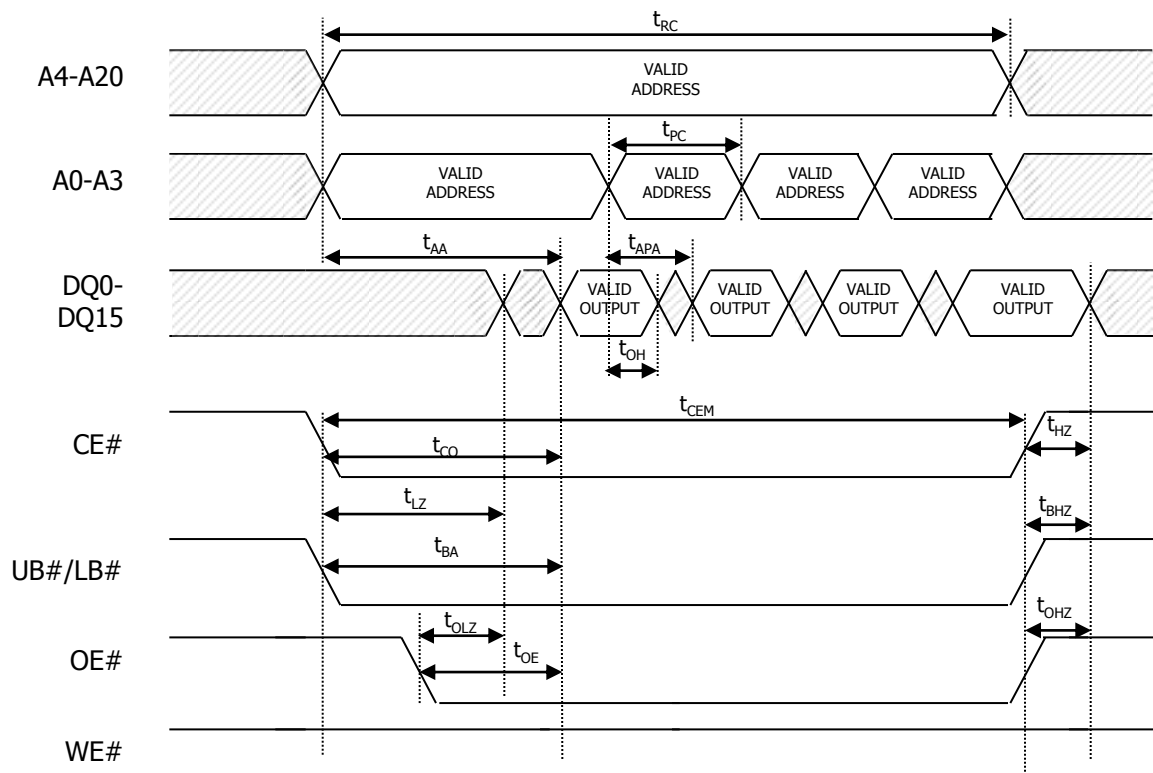 tRC
A4-A20
VALID
ADDRESS
tPC
A0-A3
VALID
ADDRESS
VALID
ADDRESS
VALID
ADDRESS
VALID
ADDRESS
tAA
tAPA
DQ0-
DQ15
VALID
OUTPUT
VALID
OUTPUT
VALID
OUTPUT
VALID
OUTPUT
tOH
tCEM
CE#
tCO
tHZ
tLZ
tBHZ
UB#/LB#
tBA
tOLZ
tOHZ
OE#
tOE
WE#